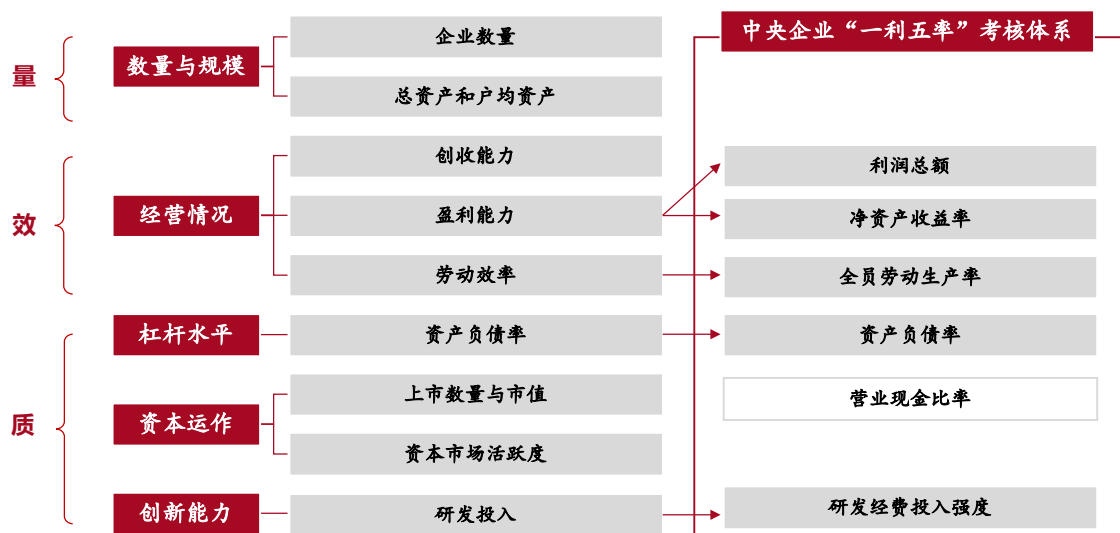 量
数量与规模
企业数量
总资产和户均资产
效
经营情况
创收能力
盈利能力
劳动效率
质
杠杆水平
资产负债率
资本运作
上市数量与市值
资本市场活跃度
创新能力
研发投入
中央企业“一利五率”考核体系
利润总额
净资产收益率
全员劳动生产率
资产负债率
营业现金比率
研发经费投入强度